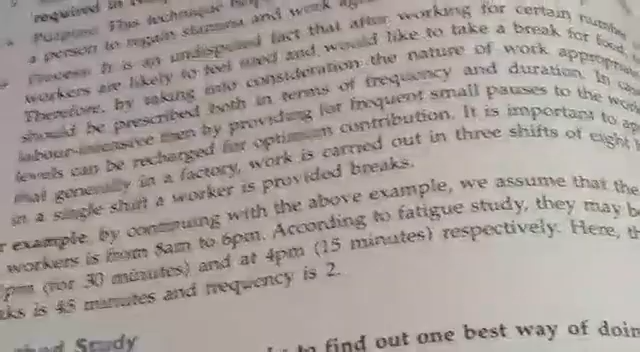 required in
Purpose: This technique
a person to regain stamina and work
Process: It is an undisputed fact that after working for certain number
workers are likely to feel tired and would like to take a break for food,
Therefore, by taking into consideration the nature of work appropriate
should be prescribed both in terms of frequency and duration. In case
labour-intensive then by providing for frequent small pauses to the
levels can be recharged for optimum contribution. It is important to
that generally in a factory, work is carried out in three shifts of eight
in a single shift a worker is provided breaks.
example, by continuing with the above example, we assume that the
workers is from 8am to 6pm. According to fatigue study, they may
pm (for 30 minutes) and at 4pm (15 minutes) respectively. Here,
is 45 minutes and frequency is 2.
Study
to find out one best way of doin